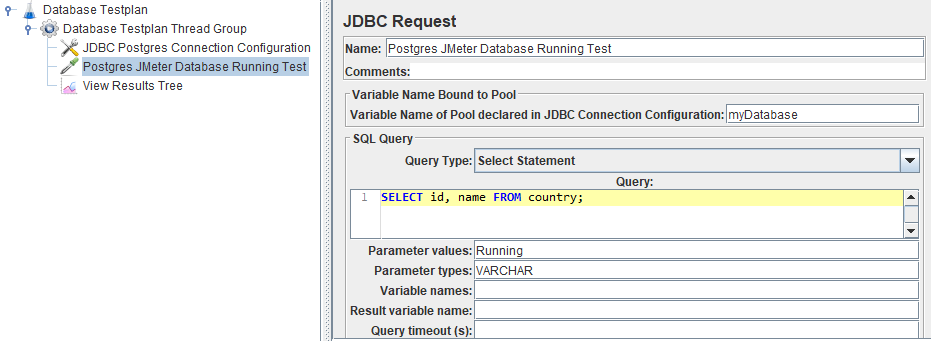 Database Testplan
Database Testplan Thread Group
JDBC Postgres Connection Configuration
Postgres JMeter Database Running Test
View Results Tree
JDBC Request
Name: Postgres JMeter Database Running Test
Comments:
Variable Name Bound to Pool
Variable Name of Pool declared in JDBC Connection Configuration: myDatabase
SQL Query
Query Type: Select Statement
Query:
1 SELECT id, name FROM country;
Parameter values: Running
Parameter types: VARCHAR
Variable names:
Result variable name:
Query timeout (s):